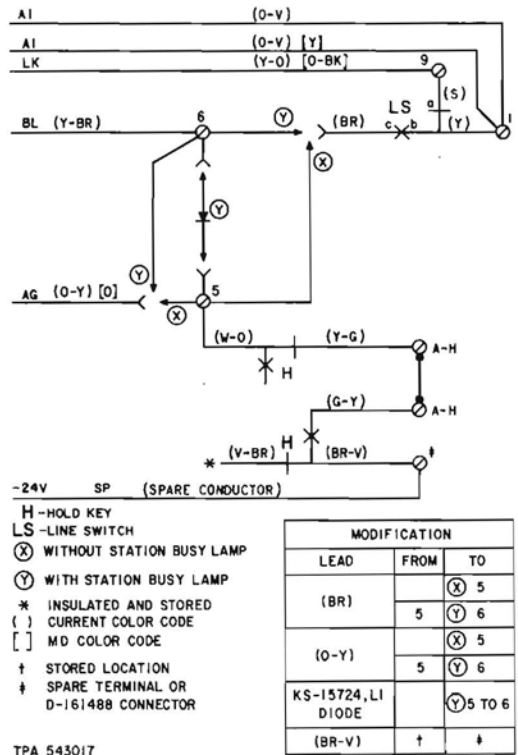 AI (O-V)
AI (O-V) [Y]
LK (Y-O) [O-BK] 9
(S)
LS a
BL (Y-BR) 6 Ⓨ (BR) c b (Y) 1
Ⓧ
Ⓨ
Ⓨ
AG (O-Y) [O] Ⓧ 5
(W-O) (Y-G) A-H
H
(G-Y) A-H
* (V-BR) H (BR-V) ‡
-24V SP (SPARE CONDUCTOR)
H -HOLD KEY
LS -LINE SWITCH
Ⓧ WITHOUT STATION BUSY LAMP
Ⓨ WITH STATION BUSY LAMP
* INSULATED AND STORED
( ) CURRENT COLOR CODE
[ ] MD COLOR CODE
† STORED LOCATION
‡ SPARE TERMINAL OR
D-161488 CONNECTOR
TPA 543017
MODIFICATION
LEAD FROM TO
(BR) Ⓧ 5
5 Ⓨ 6
(O-Y) Ⓧ 5
5 Ⓨ 6
KS-15724, L1
DIODE Ⓨ 5 TO 6
(BR-V) † ‡